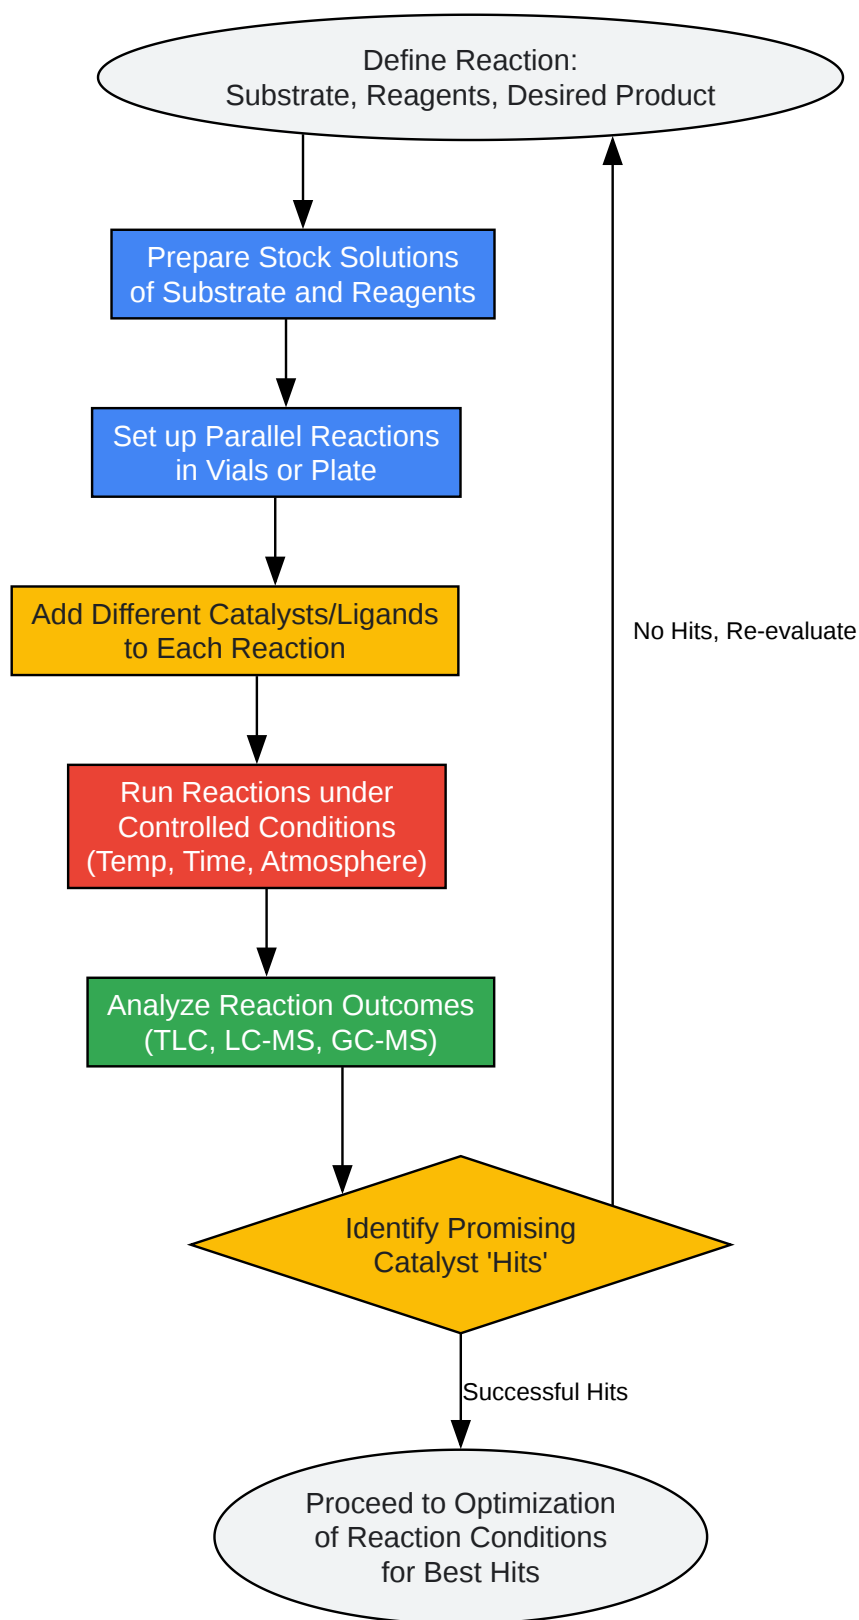 Define Reaction:
Substrate, Reagents, Desired Product
Prepare Stock Solutions
of Substrate and Reagents
Set up Parallel Reactions
in Vials or Plate
Add Different Catalysts/Ligands
to Each Reaction
No Hits, Re-evaluate
Run Reactions under
Controlled Conditions
(Temp, Time, Atmosphere)
Analyze Reaction Outcomes
(TLC, LC-MS, GC-MS)
Identify Promising
Catalyst 'Hits'
Successful Hits
Proceed to Optimization
of Reaction Conditions
for Best Hits